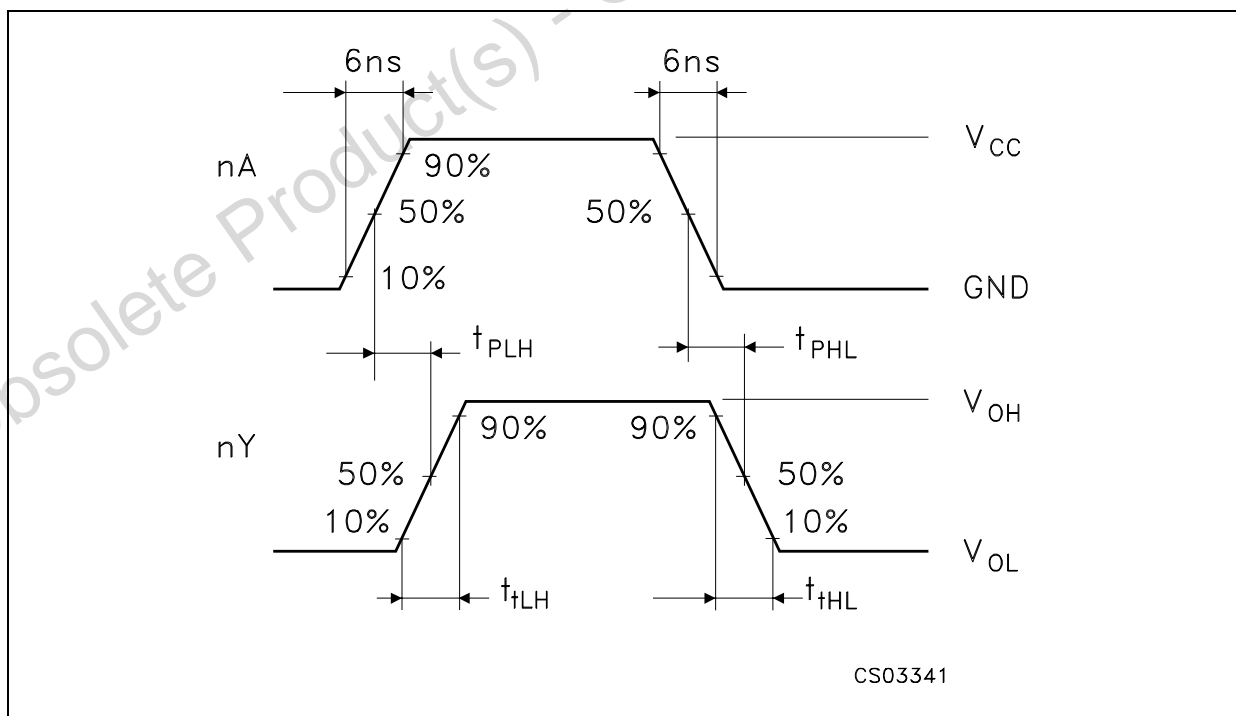 6ns 6ns
V_CC
nA
90%
50% 50%
10%
GND
t_PLH t_PHL
V_OH
90% 90%
nY
50% 50%
10% 10%
V_OL
t_tLH t_tHL
CS03341
bsolete Product(s) -